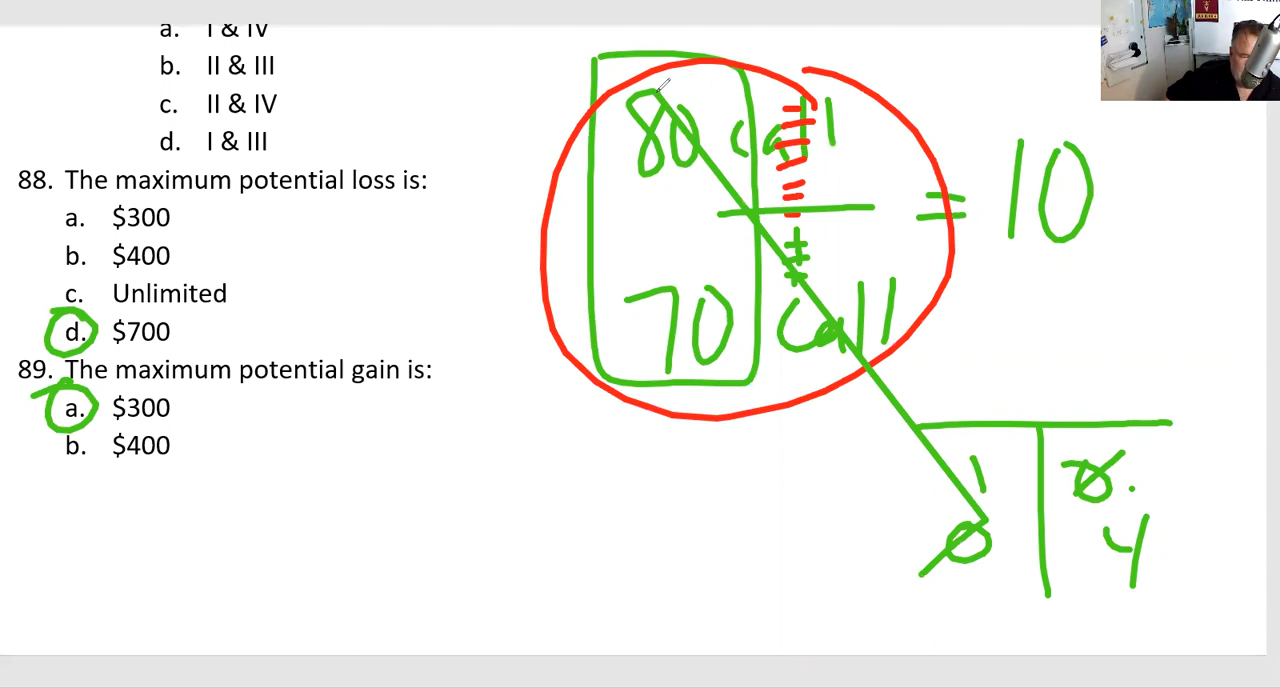 a. I & IV
b. II & III
c. II & IV
d. I & III
88. The maximum potential loss is:
a. $300
b. $400
c. Unlimited
d. $700
89. The maximum potential gain is:
a. $300
b. $400
80 call
= 10
70 Call
4